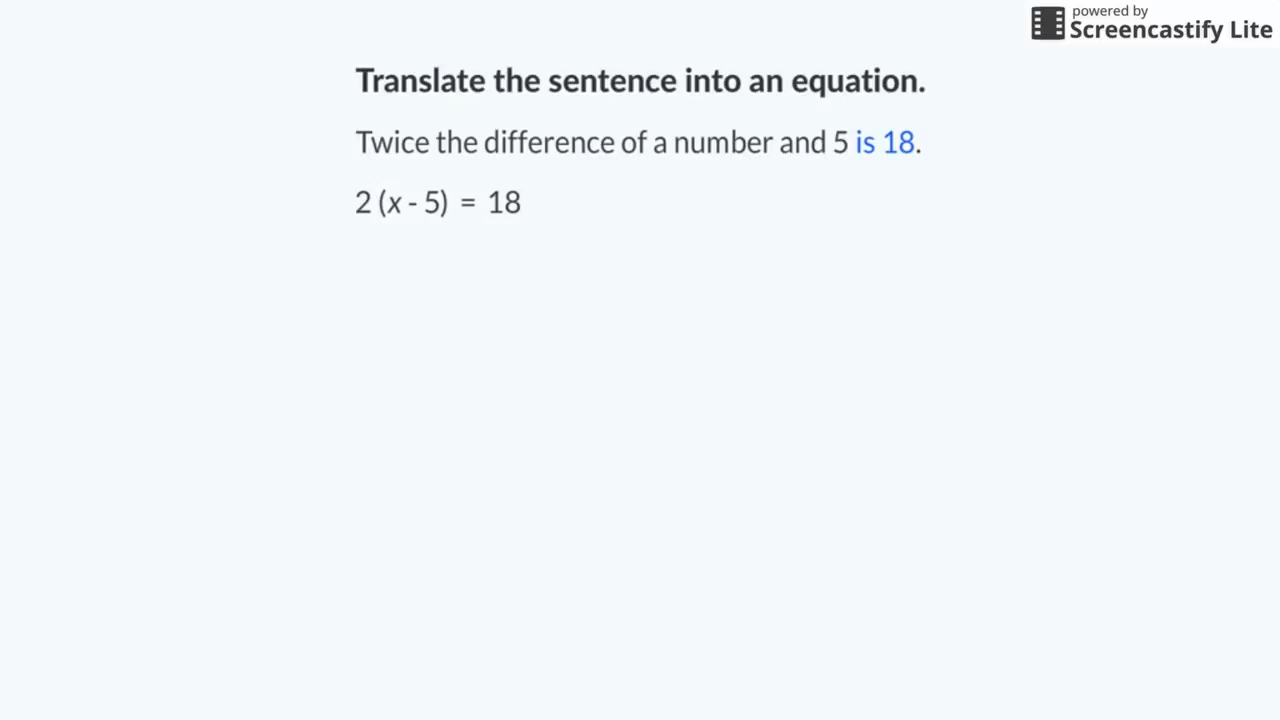 powered by
Screencastify Lite
Translate the sentence into an equation.
Twice the difference of a number and 5 is 18.
2 (x - 5) = 18